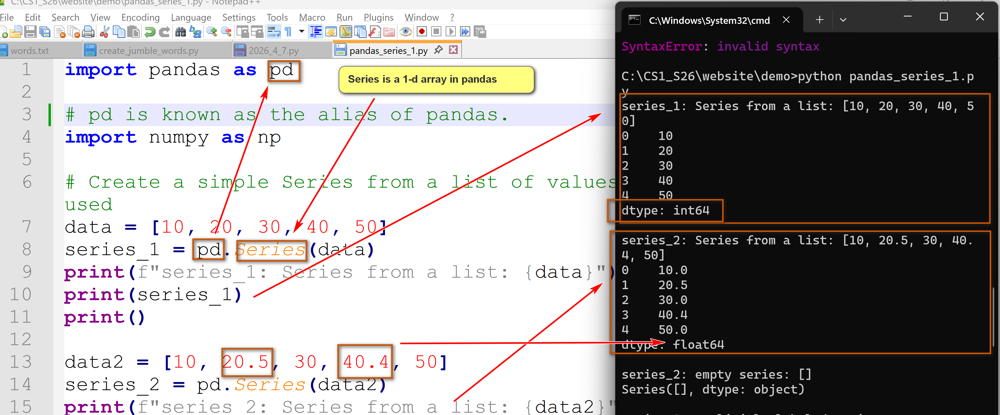 C:\CS1_S26\website\demo\pandas_series_1.py - Notepad++
File Edit Search View Encoding Language Settings Tools Macro Run Plugins Window ?
words.txt create_jumble_words.py 2026_4_7.py pandas_series_1.py
1 import pandas as pd
Series is a 1-d array in pandas
2
3 # pd is known as the alias of pandas.
4 import numpy as np
5
6 # Create a simple Series from a list of values
used
7 data = [10, 20, 30, 40, 50]
8 series_1 = pd.Series(data)
9 print(f"series_1: Series from a list: {data}")
10 print(series_1)
11 print()
12
13 data2 = [10, 20.5, 30, 40.4, 50]
14 series_2 = pd.Series(data2)
15 print(f"series 2: Series from a list: {data2}"
C:\Windows\System32\cmd.
SyntaxError: invalid syntax
C:\CS1_S26\website\demo>python pandas_series_1.p
y
series_1: Series from a list: [10, 20, 30, 40, 5
0]
0 10
1 20
2 30
3 40
4 50
dtype: int64
series_2: Series from a list: [10, 20.5, 30, 40.
4, 50]
0 10.0
1 20.5
2 30.0
3 40.4
4 50.0
dtype: float64
series_2: empty series: []
Series([], dtype: object)